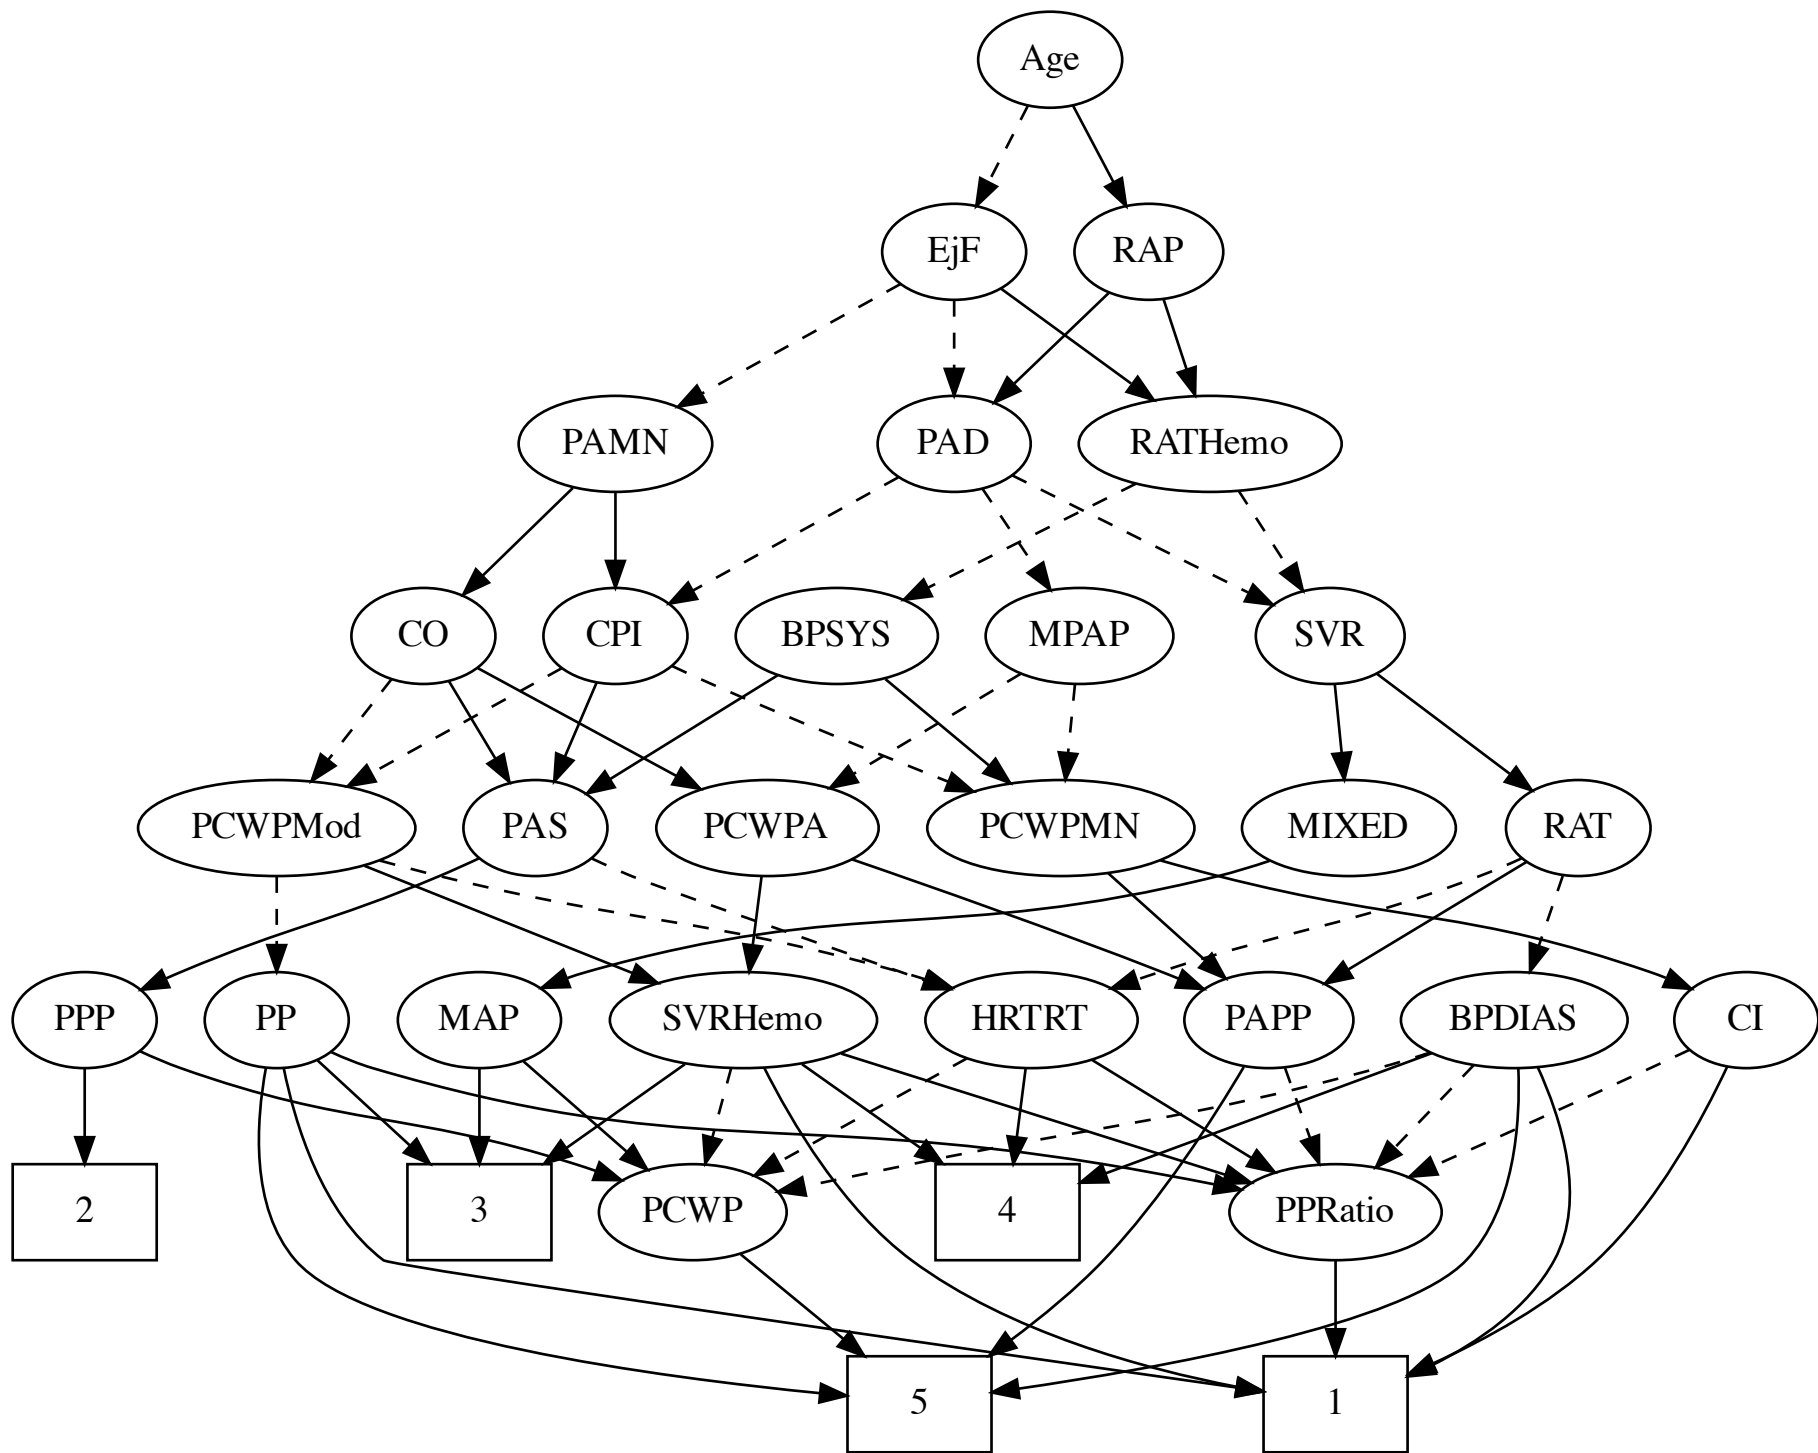 Age
EjF
RAP
PAMN
PAD
RATHemo
CO
CPI
BPSYS
MPAP
SVR
PCWPMod
PAS
PCWPA
PCWPMN
MIXED
RAT
PPP
PP
MAP
SVRHemo
HRTRT
PAPP
BPDIAS
CI
2
3
PCWP
4
PPRatio
5
1